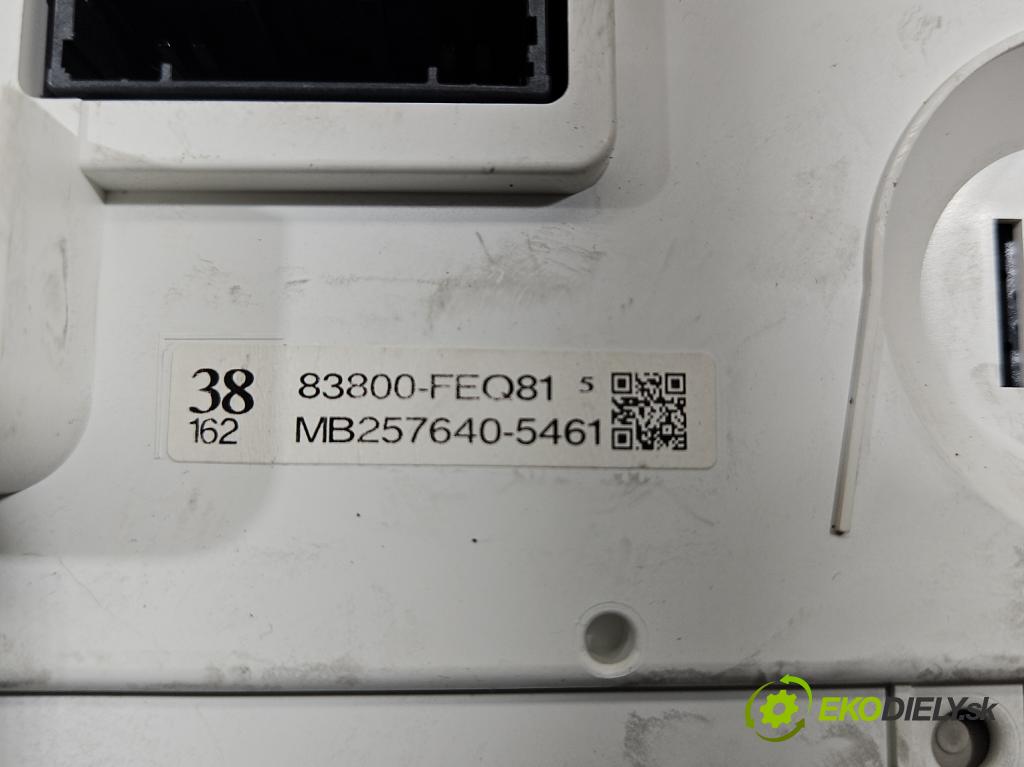 38 83800-FEQ81 5
162 MB257640-5461
EKODIELY.sk